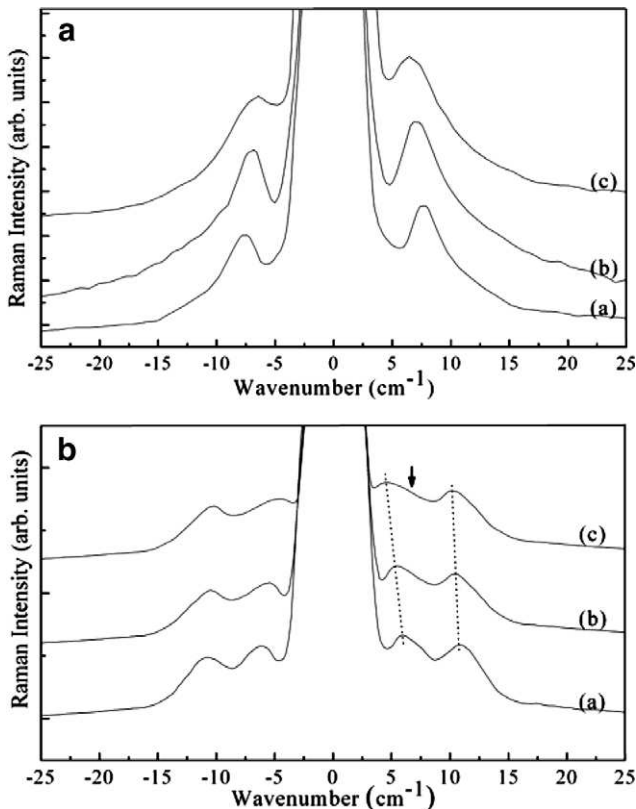 a
Raman Intensity (arb. units)
(c)
(b)
(a)
-25 -20 -15 -10 -5 0 5 10 15 20 25
Wavenumber (cm-1)
b
Raman Intensity (arb. units)
(c)
(b)
(a)
-25 -20 -15 -10 -5 0 5 10 15 20 25
Wavenumber (cm-1)